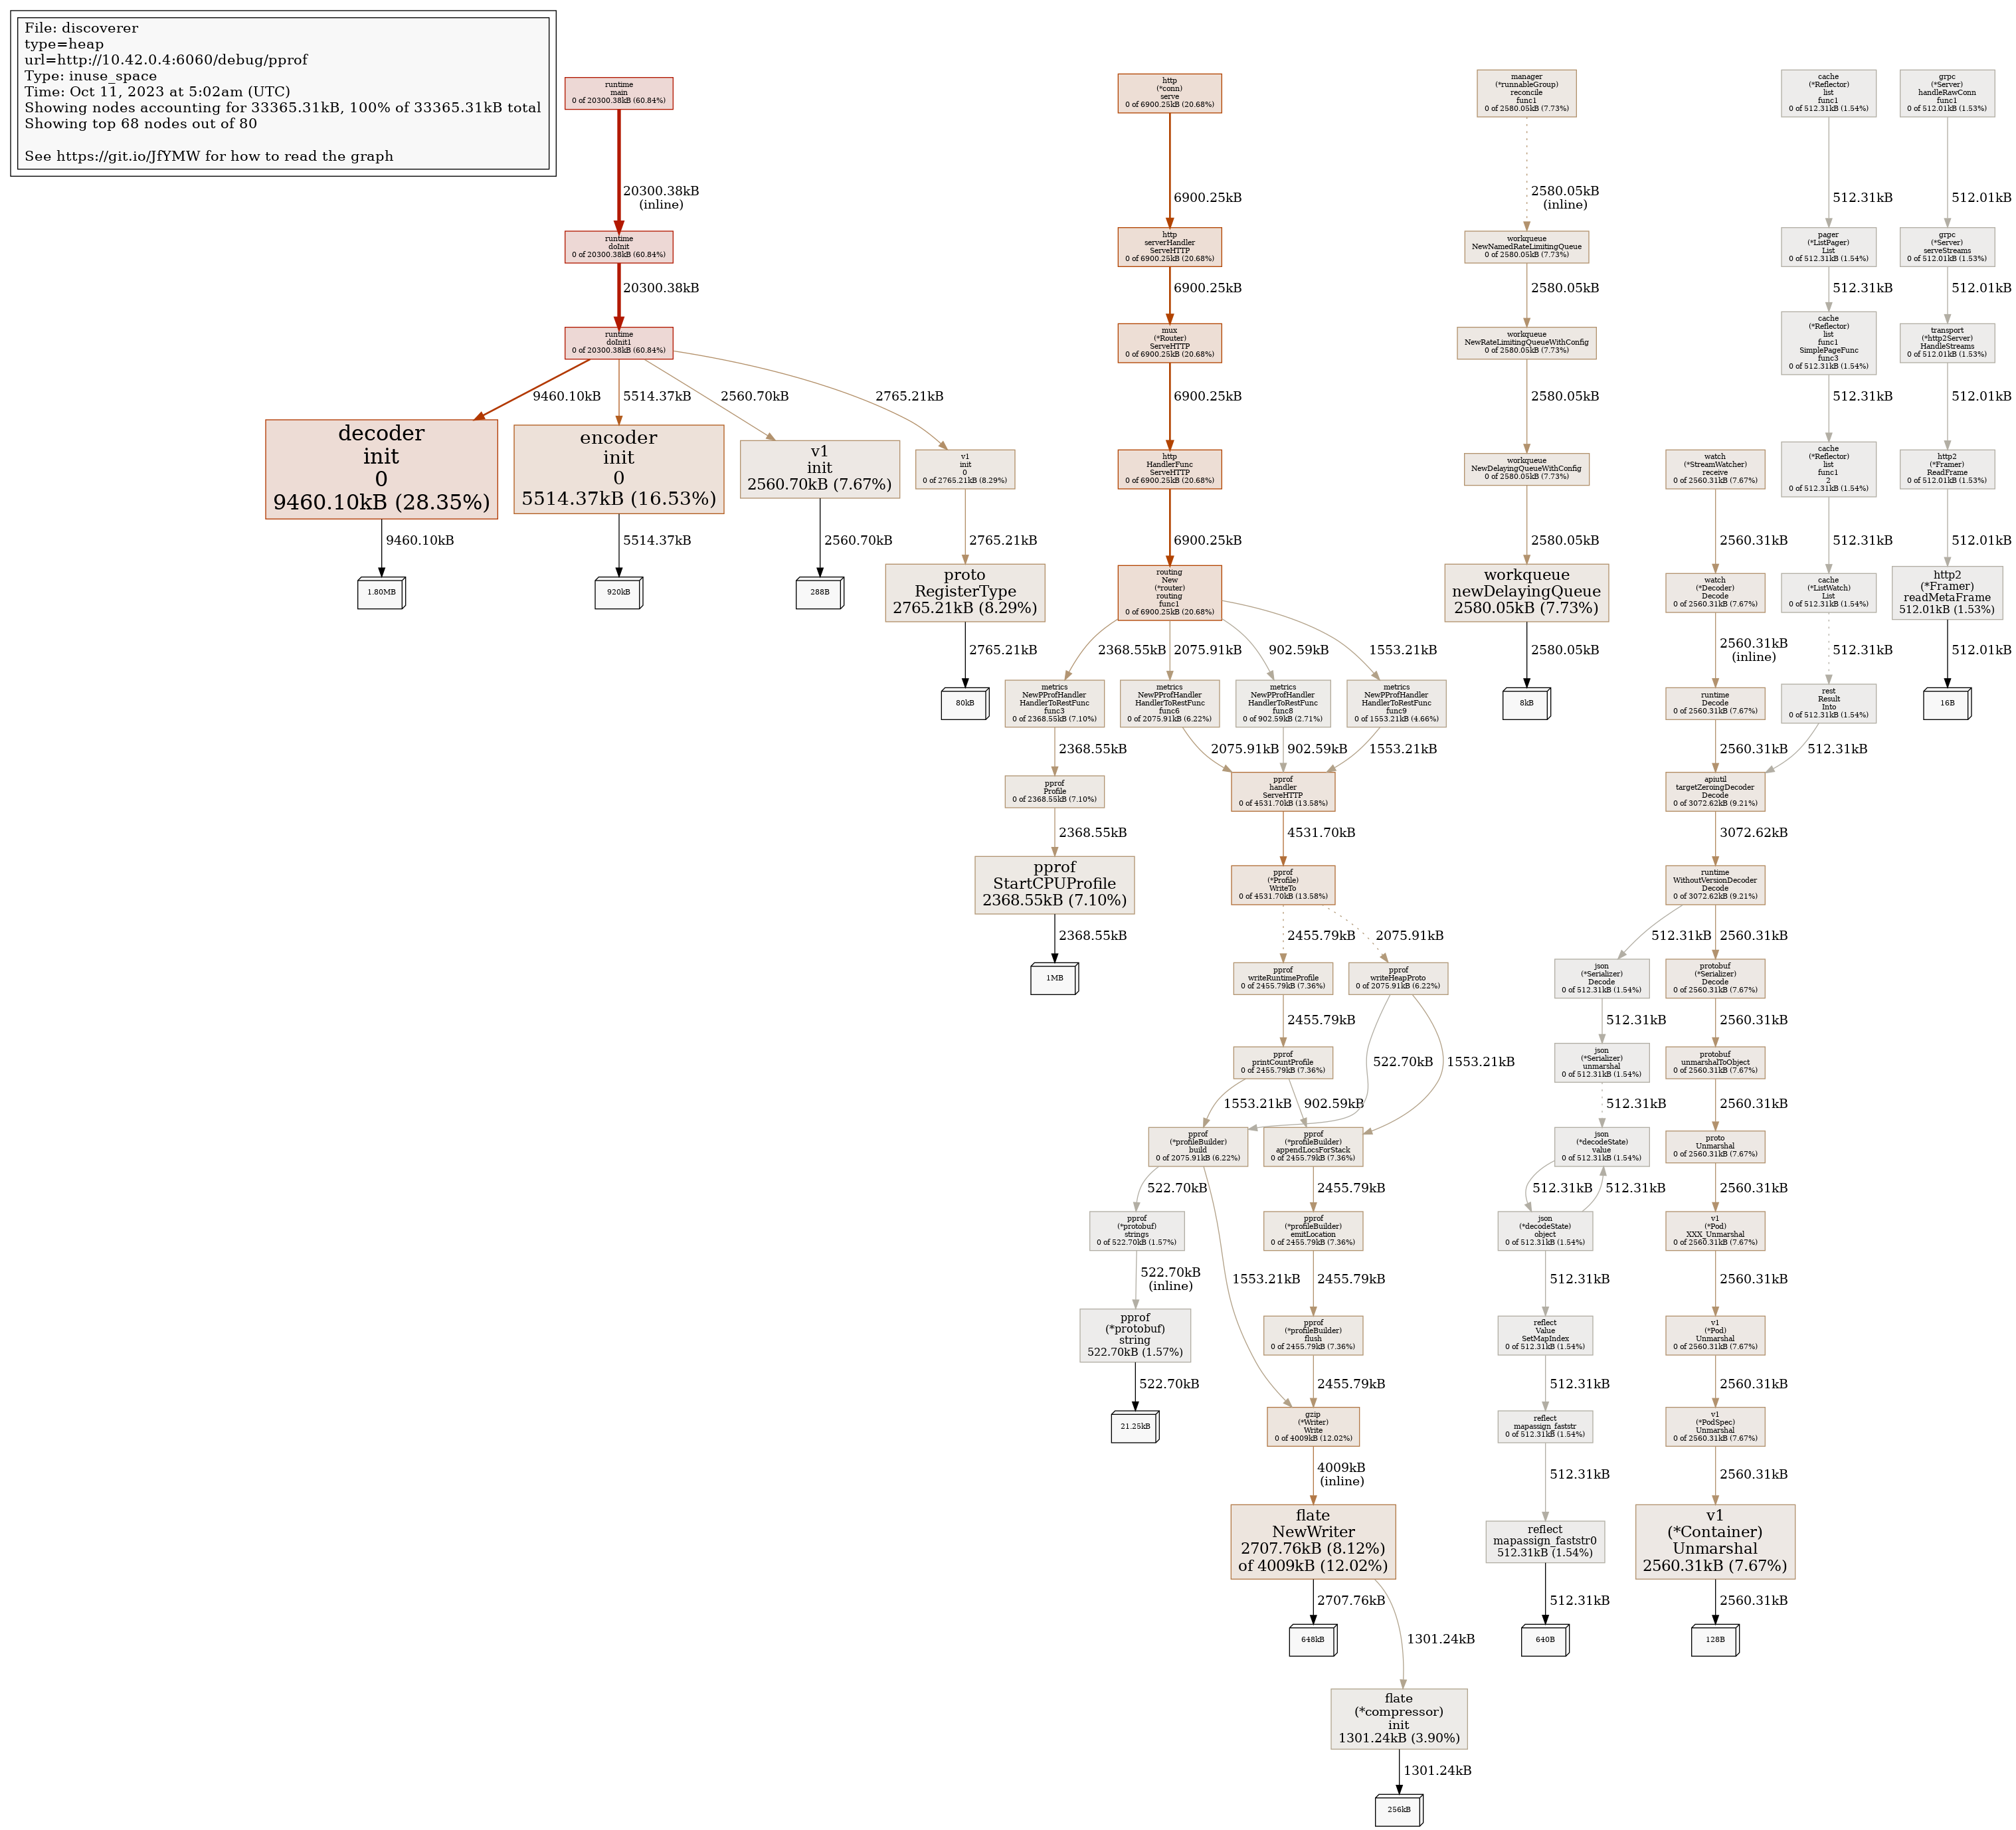 File: discoverer
type=heap
url=http://10.42.0.4:6060/debug/pprof
Type: inuse_space
Time: Oct 11, 2023 at 5:02am (UTC)
Showing nodes accounting for 33365.31kB, 100% of 33365.31kB total
Showing top 68 nodes out of 80
See https://git.io/JfYMW for how to read the graph
runtime
main
0 of 20300.38kB (60.84%)
20300.38kB
(inline)
runtime
doInit
0 of 20300.38kB (60.84%)
20300.38kB
runtime
doInit1
0 of 20300.38kB (60.84%)
9460.10kB
5514.37kB
2560.70kB
2765.21kB
decoder
init
0
9460.10kB (28.35%)
9460.10kB
1.80MB
encoder
init
0
5514.37kB (16.53%)
5514.37kB
920kB
v1
init
2560.70kB (7.67%)
2560.70kB
288B
v1
init
0
0 of 2765.21kB (8.29%)
2765.21kB
proto
RegisterType
2765.21kB (8.29%)
2765.21kB
80kB
http
(*conn)
serve
0 of 6900.25kB (20.68%)
6900.25kB
http
serverHandler
ServeHTTP
0 of 6900.25kB (20.68%)
6900.25kB
mux
(*Router)
ServeHTTP
0 of 6900.25kB (20.68%)
6900.25kB
http
HandlerFunc
ServeHTTP
0 of 6900.25kB (20.68%)
6900.25kB
routing
New
(*router)
routing
func1
0 of 6900.25kB (20.68%)
2368.55kB
2075.91kB
902.59kB
1553.21kB
metrics
NewPProfHandler
HandlerToRestFunc
func3
0 of 2368.55kB (7.10%)
metrics
NewPProfHandler
HandlerToRestFunc
func6
0 of 2075.91kB (6.22%)
metrics
NewPProfHandler
HandlerToRestFunc
func8
0 of 902.59kB (2.71%)
metrics
NewPProfHandler
HandlerToRestFunc
func9
0 of 1553.21kB (4.66%)
2368.55kB
2075.91kB
902.59kB
1553.21kB
pprof
Profile
0 of 2368.55kB (7.10%)
2368.55kB
pprof
StartCPUProfile
2368.55kB (7.10%)
2368.55kB
1MB
pprof
handler
ServeHTTP
0 of 4531.70kB (13.58%)
4531.70kB
pprof
(*Profile)
WriteTo
0 of 4531.70kB (13.58%)
2455.79kB
2075.91kB
pprof
writeRuntimeProfile
0 of 2455.79kB (7.36%)
pprof
writeHeapProto
0 of 2075.91kB (6.22%)
2455.79kB
522.70kB
1553.21kB
pprof
printCountProfile
0 of 2455.79kB (7.36%)
1553.21kB
902.59kB
pprof
(*profileBuilder)
build
0 of 2075.91kB (6.22%)
pprof
(*profileBuilder)
appendLocsForStack
0 of 2455.79kB (7.36%)
522.70kB
2455.79kB
pprof
(*protobuf)
strings
0 of 522.70kB (1.57%)
522.70kB
(inline)
1553.21kB
pprof
(*profileBuilder)
emitLocation
0 of 2455.79kB (7.36%)
2455.79kB
pprof
(*protobuf)
string
522.70kB (1.57%)
522.70kB
21.25kB
pprof
(*profileBuilder)
flush
0 of 2455.79kB (7.36%)
2455.79kB
gzip
(*Writer)
Write
0 of 4009kB (12.02%)
4009kB
(inline)
flate
NewWriter
2707.76kB (8.12%)
of 4009kB (12.02%)
2707.76kB
648kB
1301.24kB
flate
(*compressor)
init
1301.24kB (3.90%)
1301.24kB
256kB
manager
(*runnableGroup)
reconcile
func1
0 of 2580.05kB (7.73%)
2580.05kB
(inline)
workqueue
NewNamedRateLimitingQueue
0 of 2580.05kB (7.73%)
2580.05kB
workqueue
NewRateLimitingQueueWithConfig
0 of 2580.05kB (7.73%)
2580.05kB
workqueue
NewDelayingQueueWithConfig
0 of 2580.05kB (7.73%)
2580.05kB
workqueue
newDelayingQueue
2580.05kB (7.73%)
2580.05kB
8kB
watch
(*StreamWatcher)
receive
0 of 2560.31kB (7.67%)
2560.31kB
watch
(*Decoder)
Decode
0 of 2560.31kB (7.67%)
2560.31kB
(inline)
runtime
Decode
0 of 2560.31kB (7.67%)
2560.31kB
cache
(*Reflector)
list
func1
0 of 512.31kB (1.54%)
512.31kB
pager
(*ListPager)
List
0 of 512.31kB (1.54%)
512.31kB
cache
(*Reflector)
list
func1
SimplePageFunc
func3
0 of 512.31kB (1.54%)
512.31kB
cache
(*Reflector)
list
func1
2
0 of 512.31kB (1.54%)
512.31kB
cache
(*ListWatch)
List
0 of 512.31kB (1.54%)
512.31kB
rest
Result
Into
0 of 512.31kB (1.54%)
512.31kB
apiutil
targetZeroingDecoder
Decode
0 of 3072.62kB (9.21%)
3072.62kB
runtime
WithoutVersionDecoder
Decode
0 of 3072.62kB (9.21%)
512.31kB
2560.31kB
json
(*Serializer)
Decode
0 of 512.31kB (1.54%)
512.31kB
json
(*Serializer)
unmarshal
0 of 512.31kB (1.54%)
512.31kB
json
(*decodeState)
value
0 of 512.31kB (1.54%)
512.31kB
512.31kB
json
(*decodeState)
object
0 of 512.31kB (1.54%)
512.31kB
reflect
Value
SetMapIndex
0 of 512.31kB (1.54%)
512.31kB
reflect
mapassign_faststr
0 of 512.31kB (1.54%)
512.31kB
reflect
mapassign_faststr0
512.31kB (1.54%)
512.31kB
640B
protobuf
(*Serializer)
Decode
0 of 2560.31kB (7.67%)
2560.31kB
protobuf
unmarshalToObject
0 of 2560.31kB (7.67%)
2560.31kB
proto
Unmarshal
0 of 2560.31kB (7.67%)
2560.31kB
v1
(*Pod)
XXX_Unmarshal
0 of 2560.31kB (7.67%)
2560.31kB
v1
(*Pod)
Unmarshal
0 of 2560.31kB (7.67%)
2560.31kB
v1
(*PodSpec)
Unmarshal
0 of 2560.31kB (7.67%)
2560.31kB
v1
(*Container)
Unmarshal
2560.31kB (7.67%)
2560.31kB
128B
grpc
(*Server)
handleRawConn
func1
0 of 512.01kB (1.53%)
512.01kB
grpc
(*Server)
serveStreams
0 of 512.01kB (1.53%)
512.01kB
transport
(*http2Server)
HandleStreams
0 of 512.01kB (1.53%)
512.01kB
http2
(*Framer)
ReadFrame
0 of 512.01kB (1.53%)
512.01kB
http2
(*Framer)
readMetaFrame
512.01kB (1.53%)
512.01kB
16B